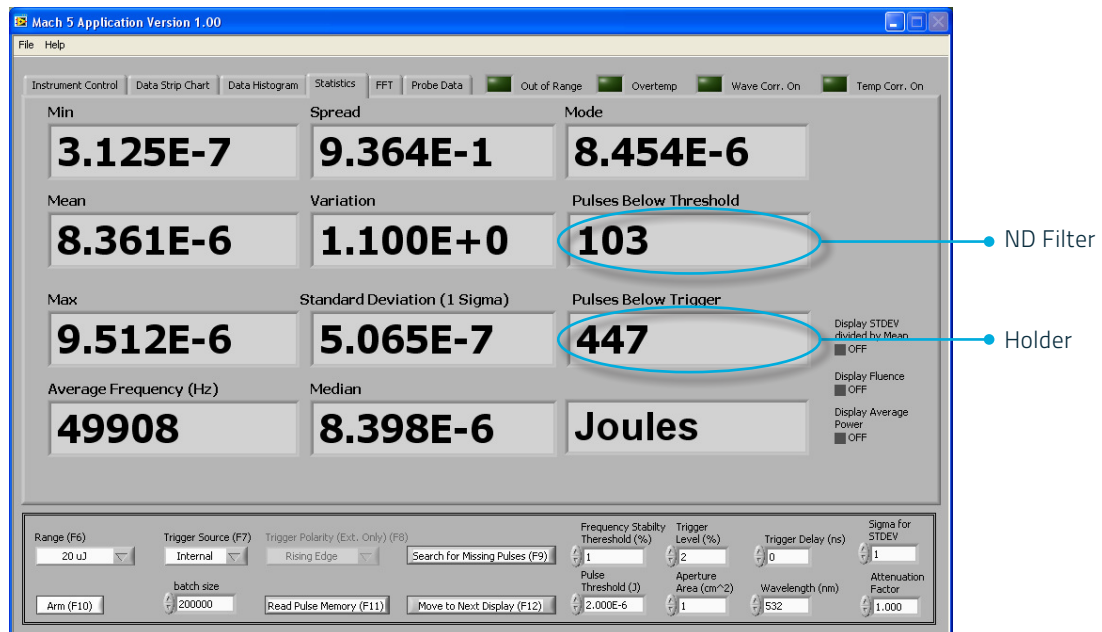 Mach 5 Application Version 1.00
File Help
Instrument Control Data Strip Chart Data Histogram Statistics FFT Probe Data Out of Range Overtemp Wave Corr. On Temp Corr. On
Min Spread Mode
3.125E-7 9.364E-1 8.454E-6
Mean Variation Pulses Below Threshold
8.361E-6 1.100E+0 103
ND Filter
Max Standard Deviation (1 Sigma) Pulses Below Trigger
9.512E-6 5.065E-7 447
Display STDEV
divided by Mean
OFF
Holder
Average Frequency (Hz) Median
Display Fluence
OFF
49908 8.398E-6 Joules
Display Average
Power
OFF
Range (F6) Trigger Source (F7) Trigger Polarity (Ext. Only) (F8)
20 uJ Internal Rising Edge Search for Missing Pulses (F9)
Frequency Stabilty
Thereshold (%)
1
Trigger
Level (%)
2
Trigger Delay (ns)
0
Sigma for
STDEV
1
batch size
Arm (F10) 200000 Read Pulse Memory (F11) Move to Next Display (F12)
Pulse
Threshold (J)
2.000E-6
Aperture
Area (cm^2)
1
Wavelength (nm)
532
Attenuation
Factor
1.000